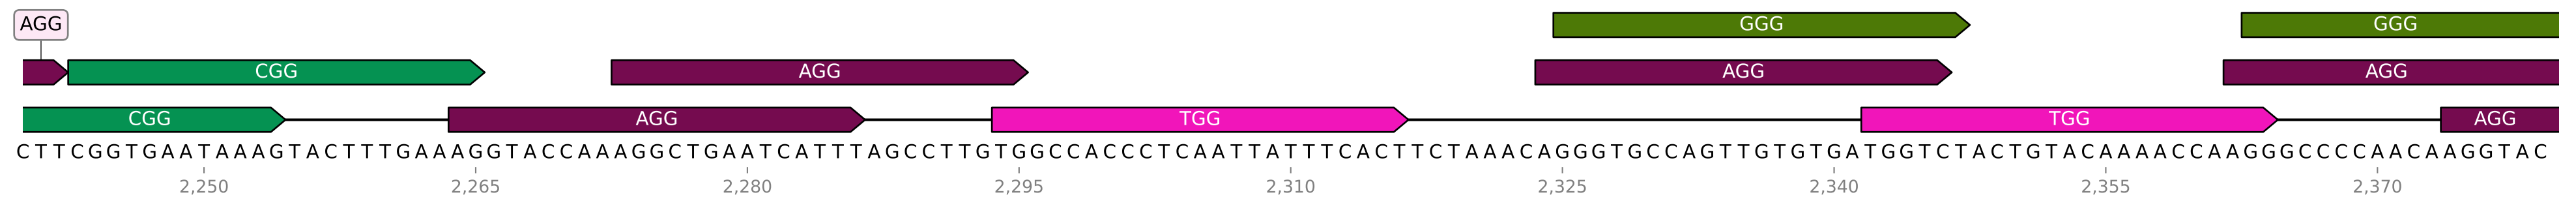 AGG GGG GGG
CGG AGG AGG AGG
CGG AGG TGG TGG AGG
CTTCGGTGAATAAAGTACTTTGAAAGGTACCAAAGGCTGAATCATTTAGCCTTGTGGCCACCCTCAATTATTTCACTTCTAAACAGGGTGCCAGTTGTGTGATGGTCTACTGTACAAAACCAAGGGCCCCAACAAGGTAC
2,250 2,265 2,280 2,295 2,310 2,325 2,340 2,355 2,370